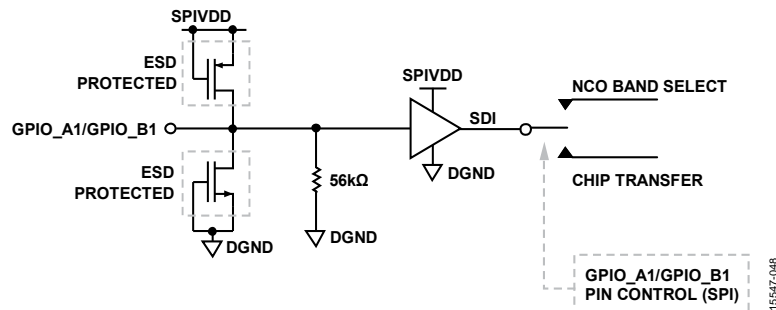 SPIVDD
ESD
PROTECTED
SPIVDD
NCO BAND SELECT
SDI
GPIO_A1/GPIO_B1
ESD
PROTECTED
56kΩ
DGND
CHIP TRANSFER
DGND
DGND
GPIO_A1/GPIO_B1
PIN CONTROL (SPI)
15547-048